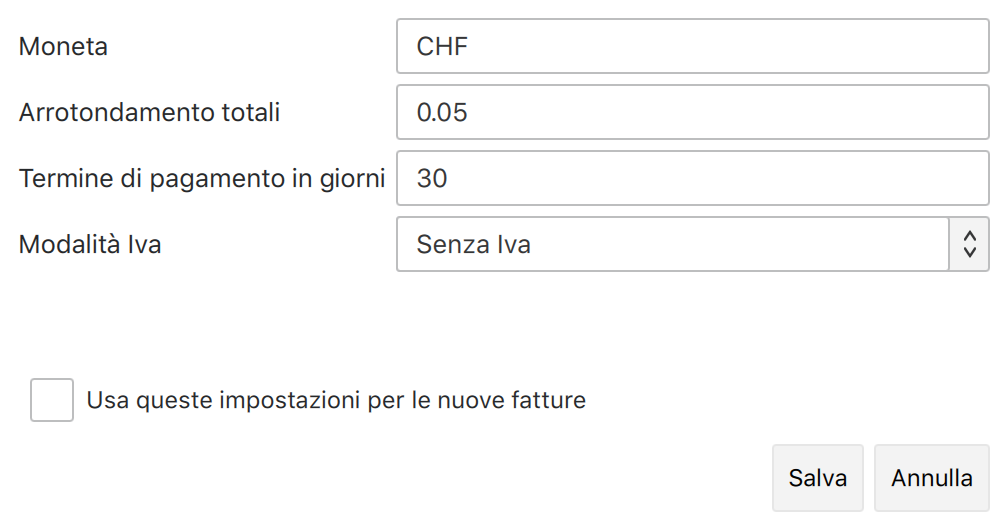 Moneta CHF
Arrotondamento totali 0.05
Termine di pagamento in giorni 30
Modalità Iva Senza Iva
Usa queste impostazioni per le nuove fatture
Salva Annulla